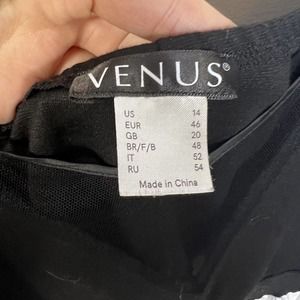 VENUS®
US 14
EUR 46
GB 20
BR/F/B 48
IT 52
RU 54
Made in China